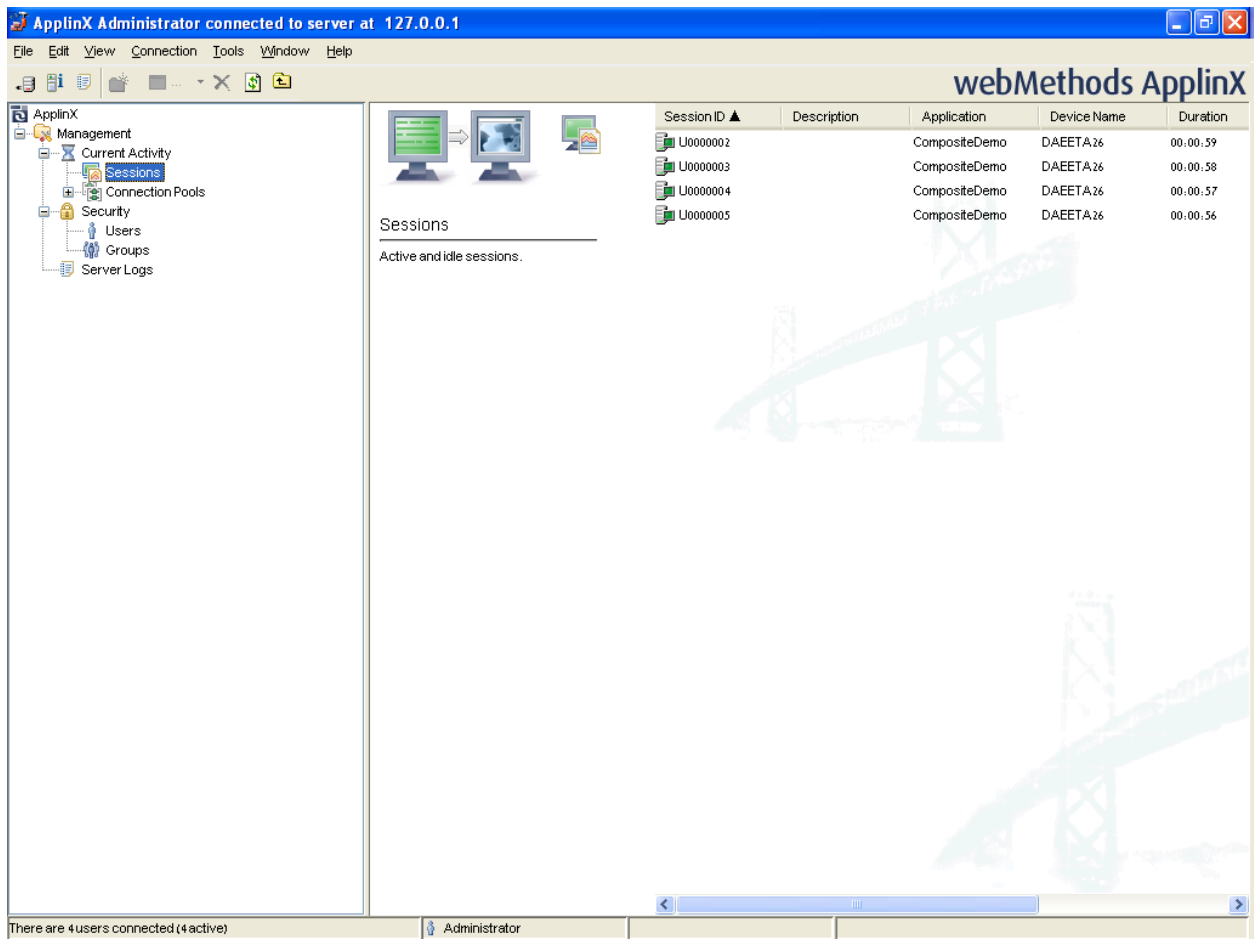 ApplinX Administrator connected to server at 127.0.0.1
File Edit View Connection Tools Window Help
... webMethods ApplinX
ApplinX
Management
Current Activity
Sessions
Connection Pools
Security
Users
Groups
Server Logs
Sessions
Active and idle sessions.
Session ID ▲ Description Application Device Name Duration
U0000002 CompositeDemo DAEETA26 00:00:59
U0000003 CompositeDemo DAEETA26 00:00:58
U0000004 CompositeDemo DAEETA26 00:00:57
U0000005 CompositeDemo DAEETA26 00:00:56
There are 4 users connected (4 active) Administrator